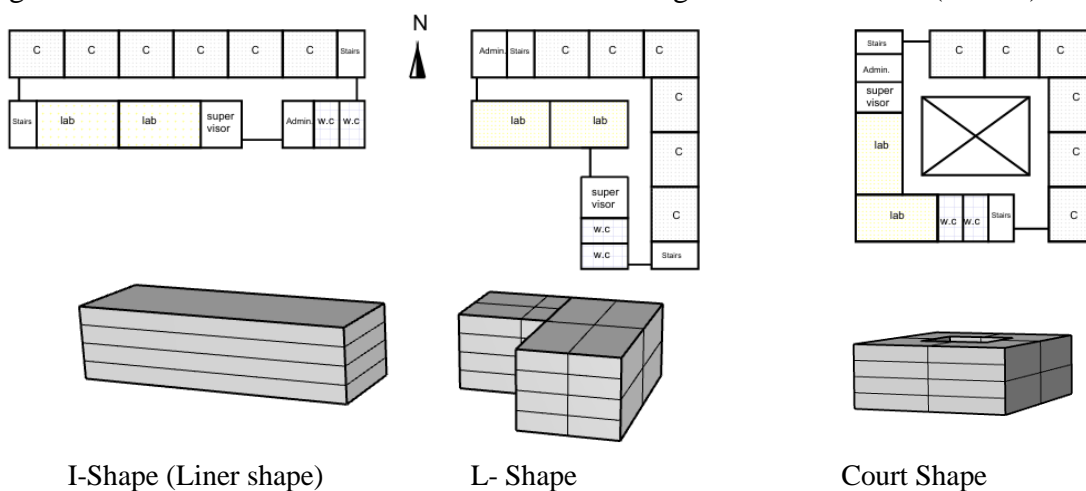 C C C C C C Stairs
Stairs lab lab super
visor Admin. w.c w.c
N
Admin. Stairs C C C
C
lab lab
C
super
visor
C
w.c
w.c
Stairs
Stairs C C C
Admin.
super
visor
C
lab
C
lab w.c w.c Stairs C
I-Shape (Liner shape) L- Shape Court Shape